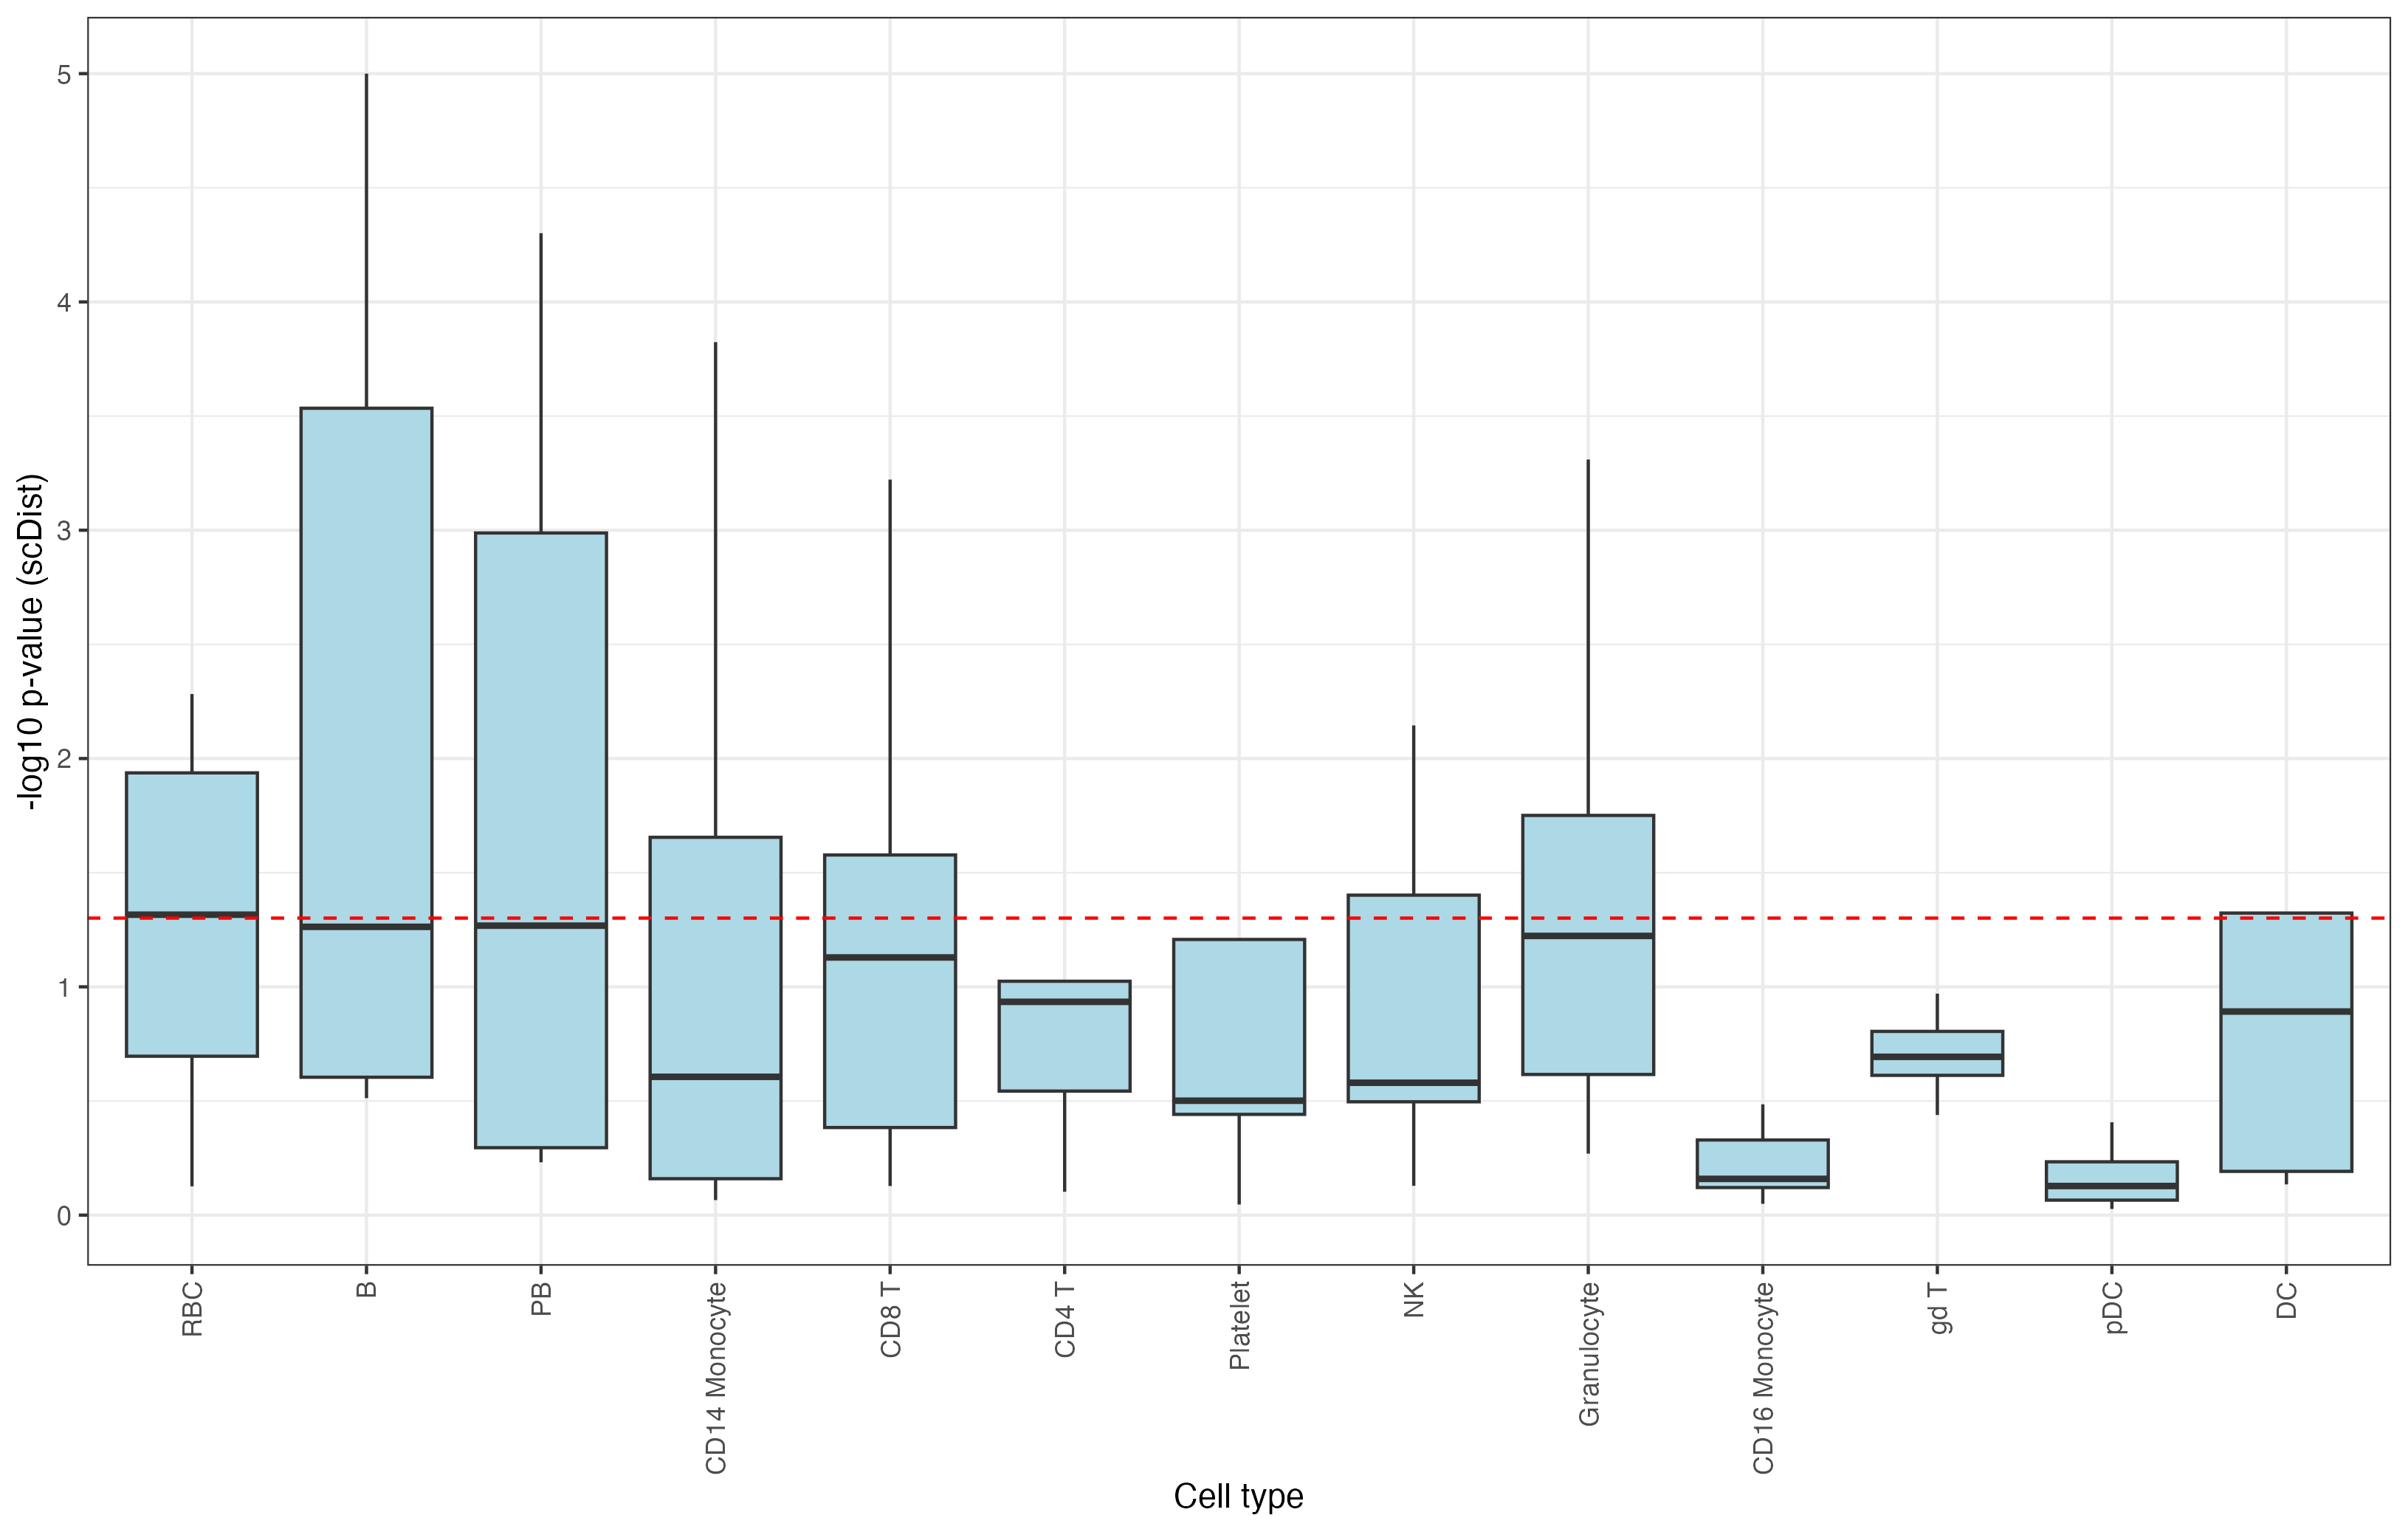 -log10 p-value (scDist)
5
4
3
2
1
0
RBC
B
PB
CD14 Monocyte
CD8 T
CD4 T
Platelet
NK
Granulocyte
CD16 Monocyte
gd T
pDC
DC
Cell type